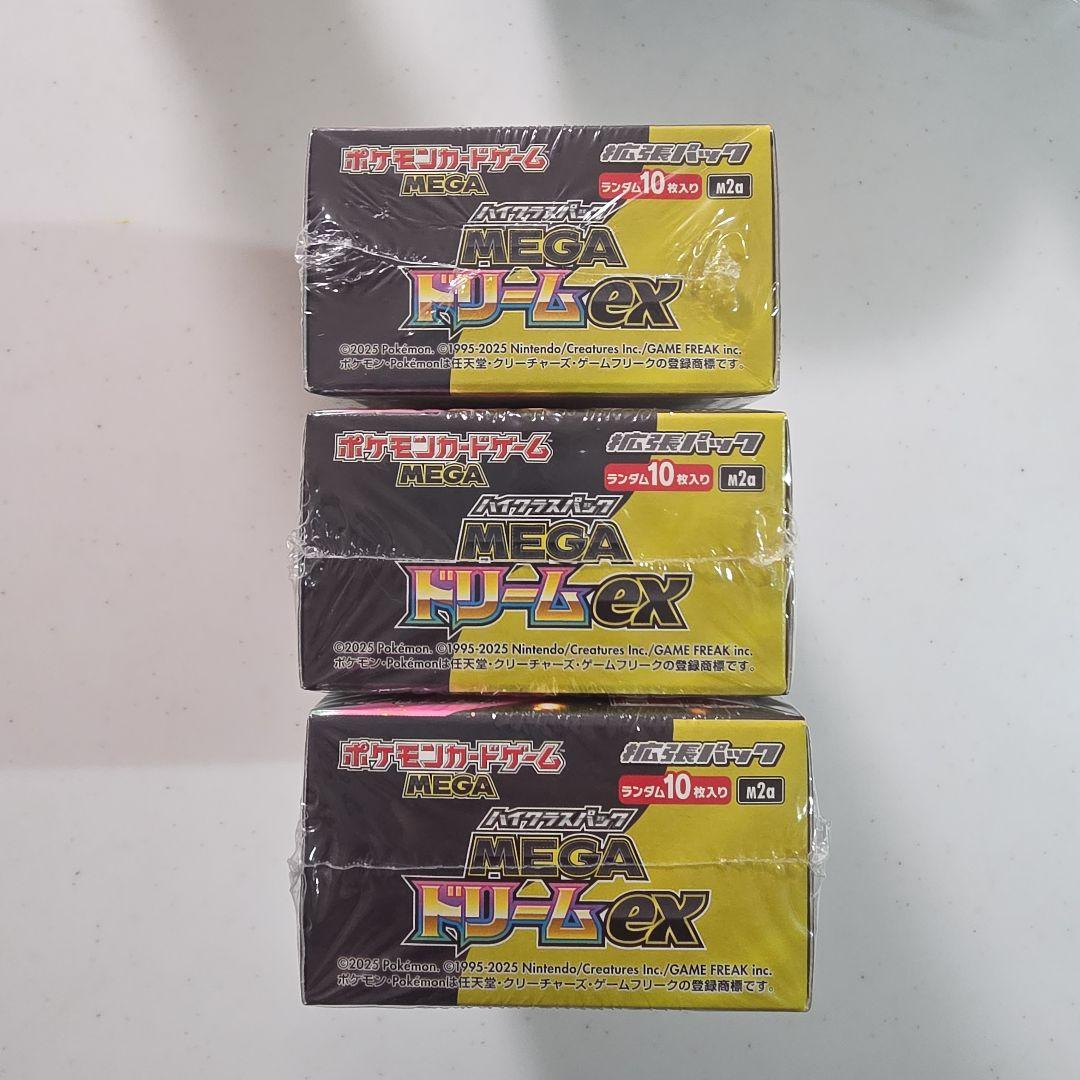 ポケモンカードゲーム
MEGA
拡張パック
ランダム10枚入り M2a
ハイクラスパック
MEGA
ドリームex
©2025 Pokémon. ©1995-2025 Nintendo/Creatures Inc./GAME FREAK inc.
ポケモン・Pokémonは任天堂・クリーチャーズ・ゲームフリークの登録商標です。
ポケモンカードゲーム
MEGA
拡張パック
ランダム10枚入り M2a
ハイクラスパック
MEGA
ドリームex
©2025 Pokémon. ©1995-2025 Nintendo/Creatures Inc./GAME FREAK inc.
ポケモン・Pokémonは任天堂・クリーチャーズ・ゲームフリークの登録商標です。
ポケモンカードゲーム
MEGA
拡張パック
ランダム10枚入り M2a
ハイクラスパック
MEGA
ドリームex
©2025 Pokémon. ©1995-2025 Nintendo/Creatures Inc./GAME FREAK inc.
ポケモン・Pokémonは任天堂・クリーチャーズ・ゲームフリークの登録商標です。